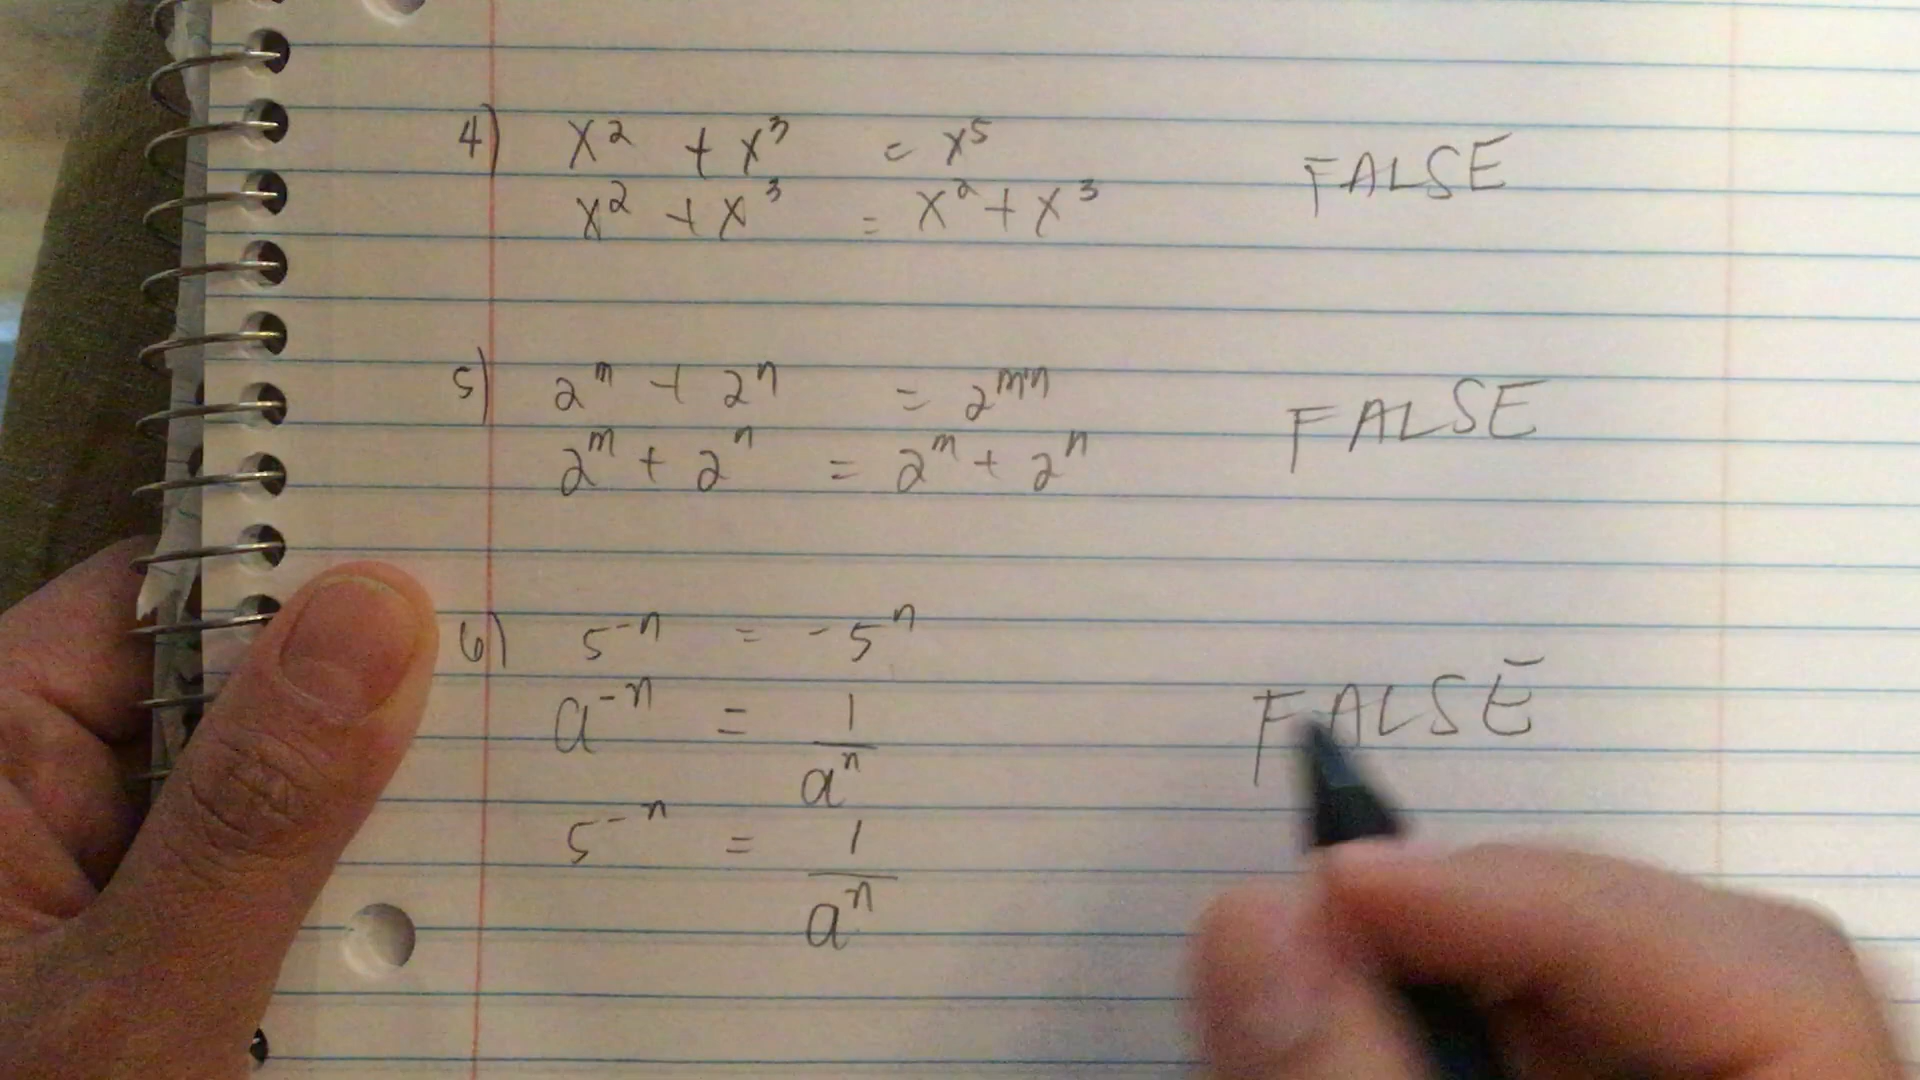 4) x² + x³ = x⁵ FALSE
x² + x³ = x² + x³
5) 2ᵐ + 2ⁿ = 2ᵐⁿ FALSE
2ᵐ + 2ⁿ = 2ᵐ + 2ⁿ
6) 5⁻ⁿ = -5ⁿ
a⁻ⁿ = 1/aⁿ FALSE
5⁻ⁿ = 1/aⁿ